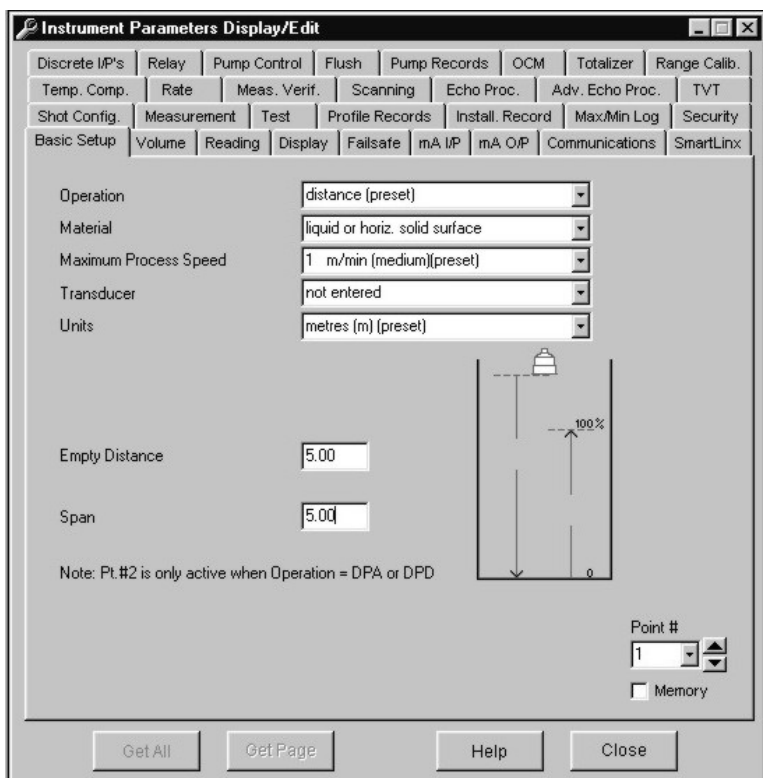 Instrument Parameters Display/Edit
Discrete I/P's Relay Pump Control Flush Pump Records OCM Totalizer Range Calib.
Temp. Comp. Rate Meas. Verif. Scanning Echo Proc. Adv. Echo Proc. TVT
Shot Config. Measurement Test Profile Records Install. Record Max/Min Log Security
Basic Setup Volume Reading Display Failsafe mA I/P mA O/P Communications SmartLinx
Operation distance (preset)
Material liquid or horiz. solid surface
Maximum Process Speed 1 m/min (medium)(preset)
Transducer not entered
Units metres (m) (preset)
100%
Empty Distance 5.00
Span 5.00
Note: Pt.#2 is only active when Operation = DPA or DPD
0
Point #
1
Memory
Get All Get Page Help Close